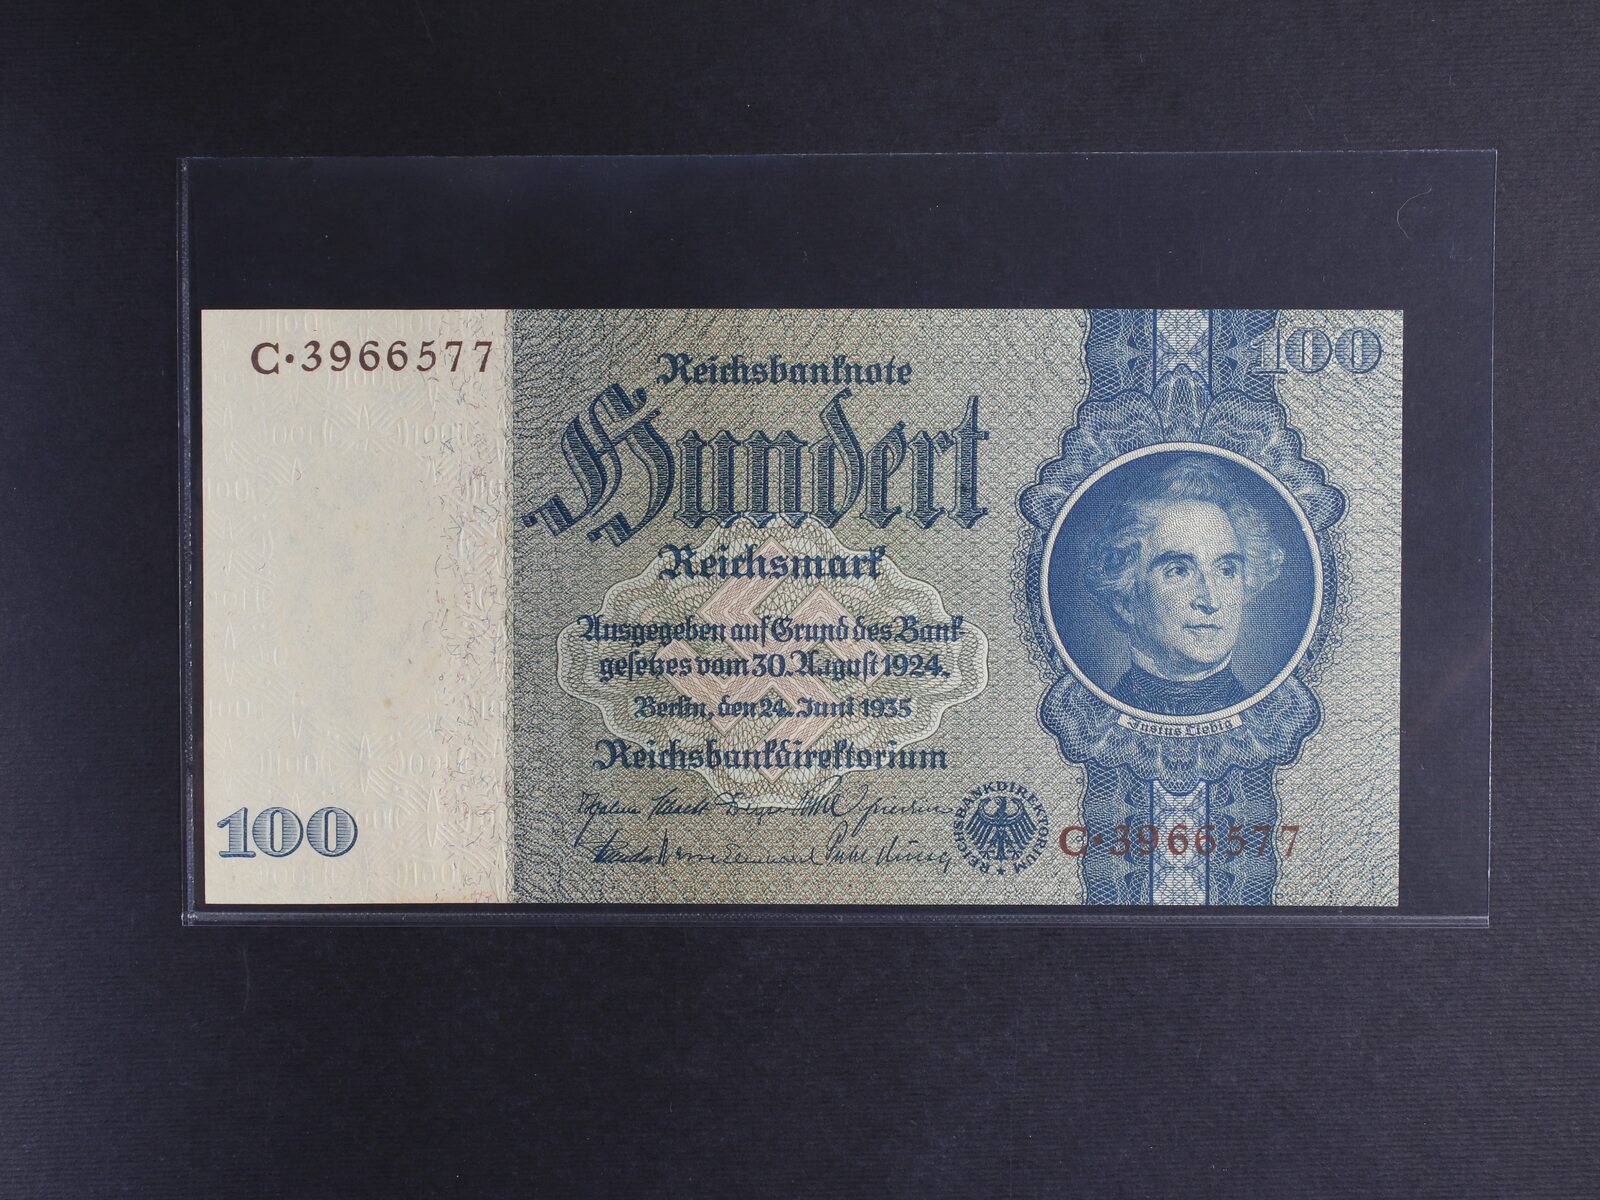 C·3966577
100
Reichsbanknote
Hundert
Reichsmark
Ausgegeben auf Grund des Bank-
gesetzes vom 30. August 1924.
Berlin, den 24. Juni 1935
Reichsbankdirektorium
REICHSBANKDIREKTORIUM
Justus Liebig
C·3966577
100